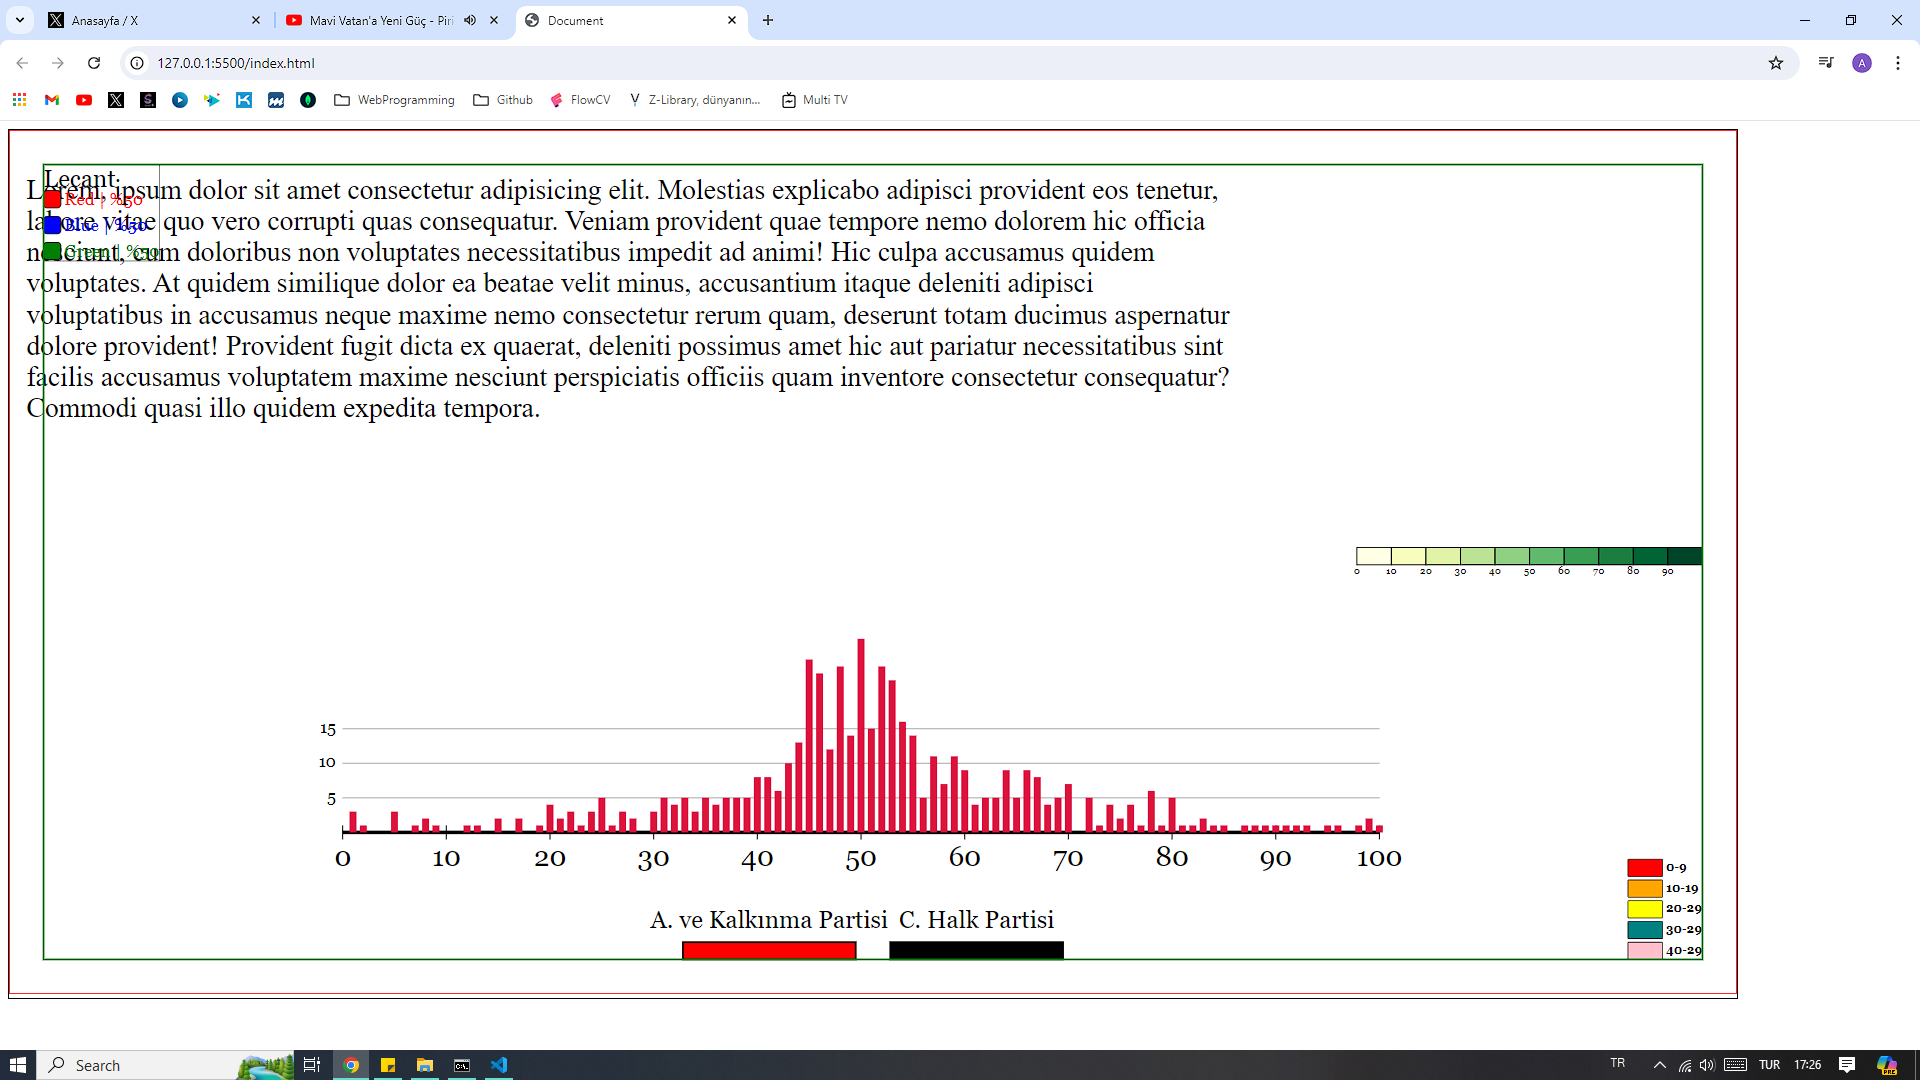 Anasayfa / X
Mavi Vatan'a Yeni Güç - Piri
Document
127.0.0.1:5500/index.html
A
WebProgramming
Github
FlowCV
Z-Library, dünyanın...
Multi TV
Lecant
Red | %50
Blue | %50
Green | %50
Lorem, ipsum dolor sit amet consectetur adipisicing elit. Molestias explicabo adipisci provident eos tenetur,
labore vitae quo vero corrupti quas consequatur. Veniam provident quae tempore nemo dolorem hic officia
nesciunt, cum doloribus non voluptates necessitatibus impedit ad animi! Hic culpa accusamus quidem
voluptates. At quidem similique dolor ea beatae velit minus, accusantium itaque deleniti adipisci
voluptatibus in accusamus neque maxime nemo consectetur rerum quam, deserunt totam ducimus aspernatur
dolore provident! Provident fugit dicta ex quaerat, deleniti possimus amet hic aut pariatur necessitatibus sint
facilis accusamus voluptatem maxime nesciunt perspiciatis officiis quam inventore consectetur consequatur?
Commodi quasi illo quidem expedita tempora.
0 10 20 30 40 50 60 70 80 90
15
10
5
0 10 20 30 40 50 60 70 80 90 100
0-9
10-19
20-29
30-29
40-29
A. ve Kalkınma Partisi C. Halk Partisi
Search
TR
TUR
17:26